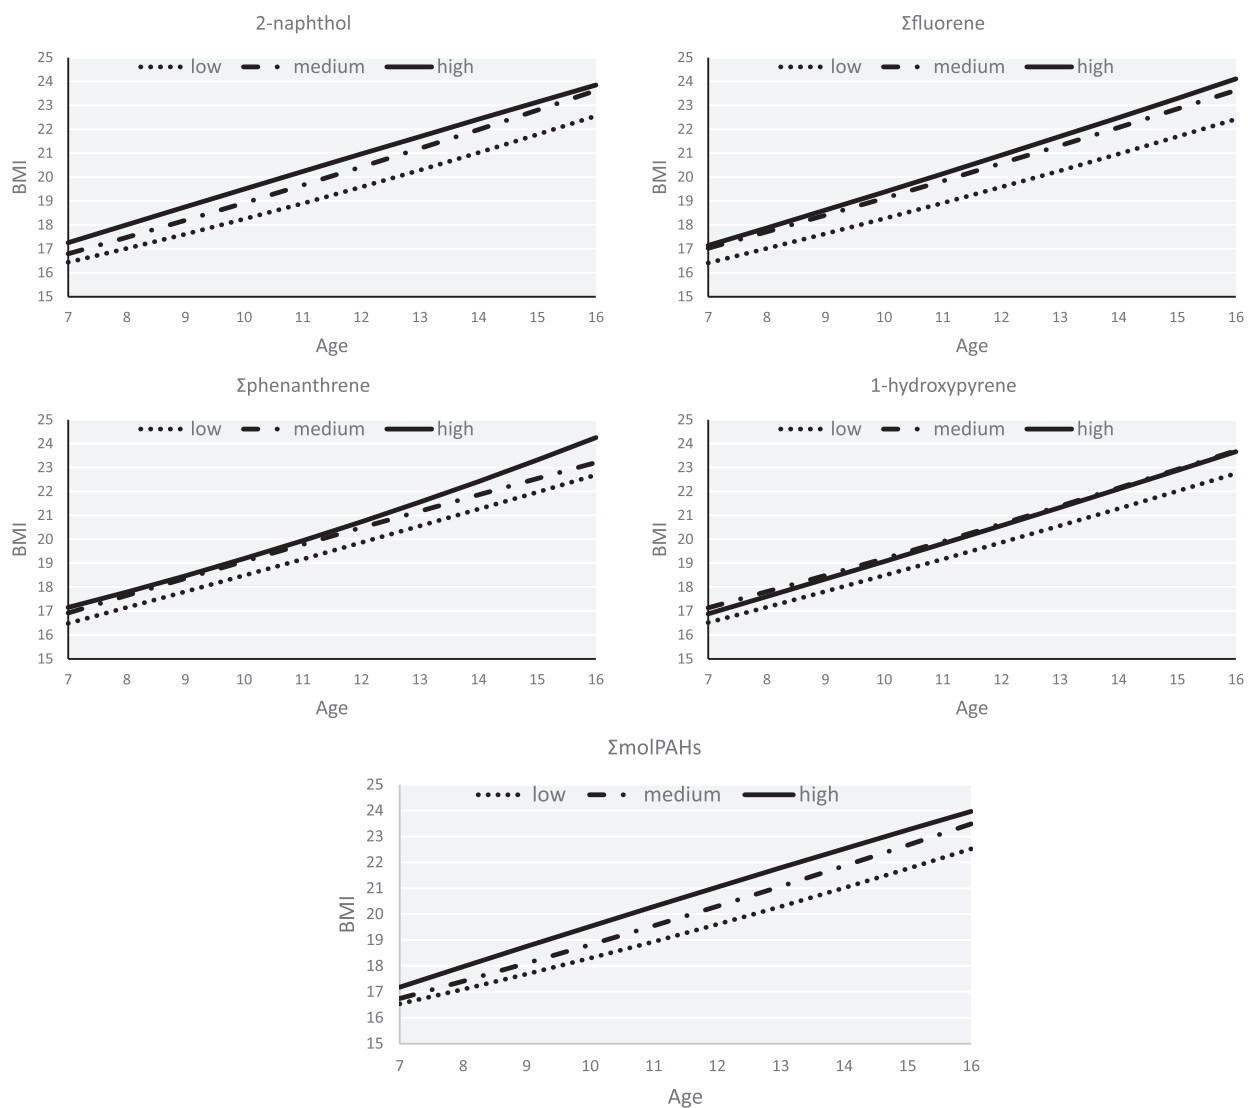 2-naphthol
25
24
23
22
21
20
19
18
17
16
15
BMI
low medium high
7 8 9 10 11 12 13 14 15 16
Age
Σfluorene
25
24
23
22
21
20
19
18
17
16
15
BMI
low medium high
7 8 9 10 11 12 13 14 15 16
Age
Σphenanthrene
25
24
23
22
21
20
19
18
17
16
15
BMI
low medium high
7 8 9 10 11 12 13 14 15 16
Age
1-hydroxypyrene
25
24
23
22
21
20
19
18
17
16
15
BMI
low medium high
7 8 9 10 11 12 13 14 15 16
Age
ΣmolPAHs
25
24
23
22
21
20
19
18
17
16
15
BMI
low medium high
7 8 9 10 11 12 13 14 15 16
Age